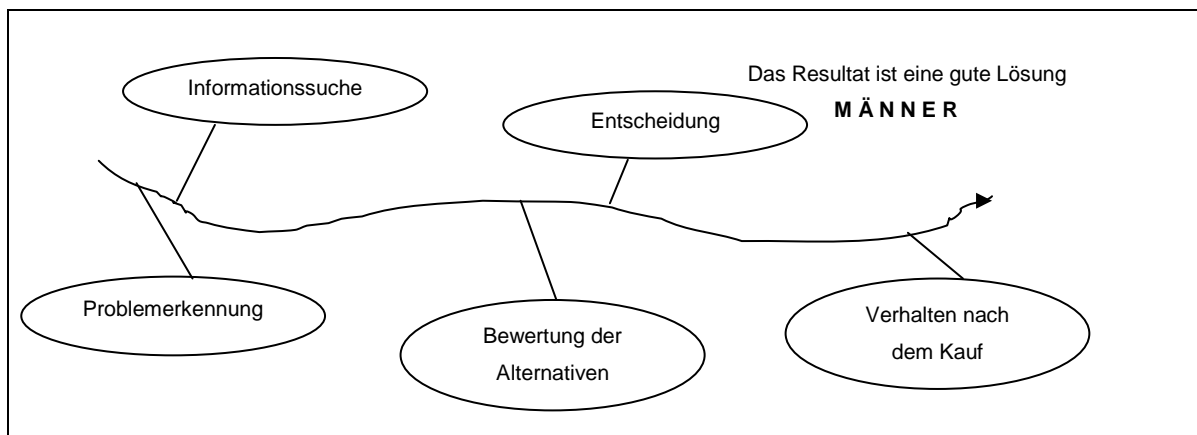 Informationssuche
Das Resultat ist eine gute Lösung
M Ä N N E R
Entscheidung
Problemerkennung
Bewertung der
Alternativen
Verhalten nach
dem Kauf